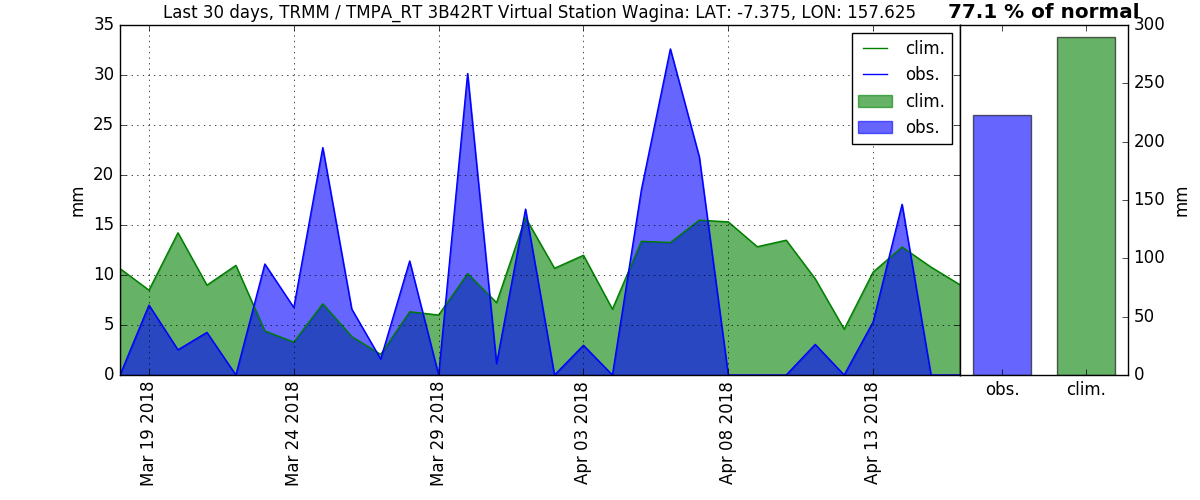 Last 30 days, TRMM / TMPA_RT 3B42RT Virtual Station Wagina: LAT: -7.375, LON: 157.625
77.1 % of normal
35
30
25
20
15
10
5
0
mm
clim.
obs.
clim.
obs.
Mar 19 2018
Mar 24 2018
Mar 29 2018
Apr 03 2018
Apr 08 2018
Apr 13 2018
300
250
200
150
100
50
0
mm
obs.
clim.